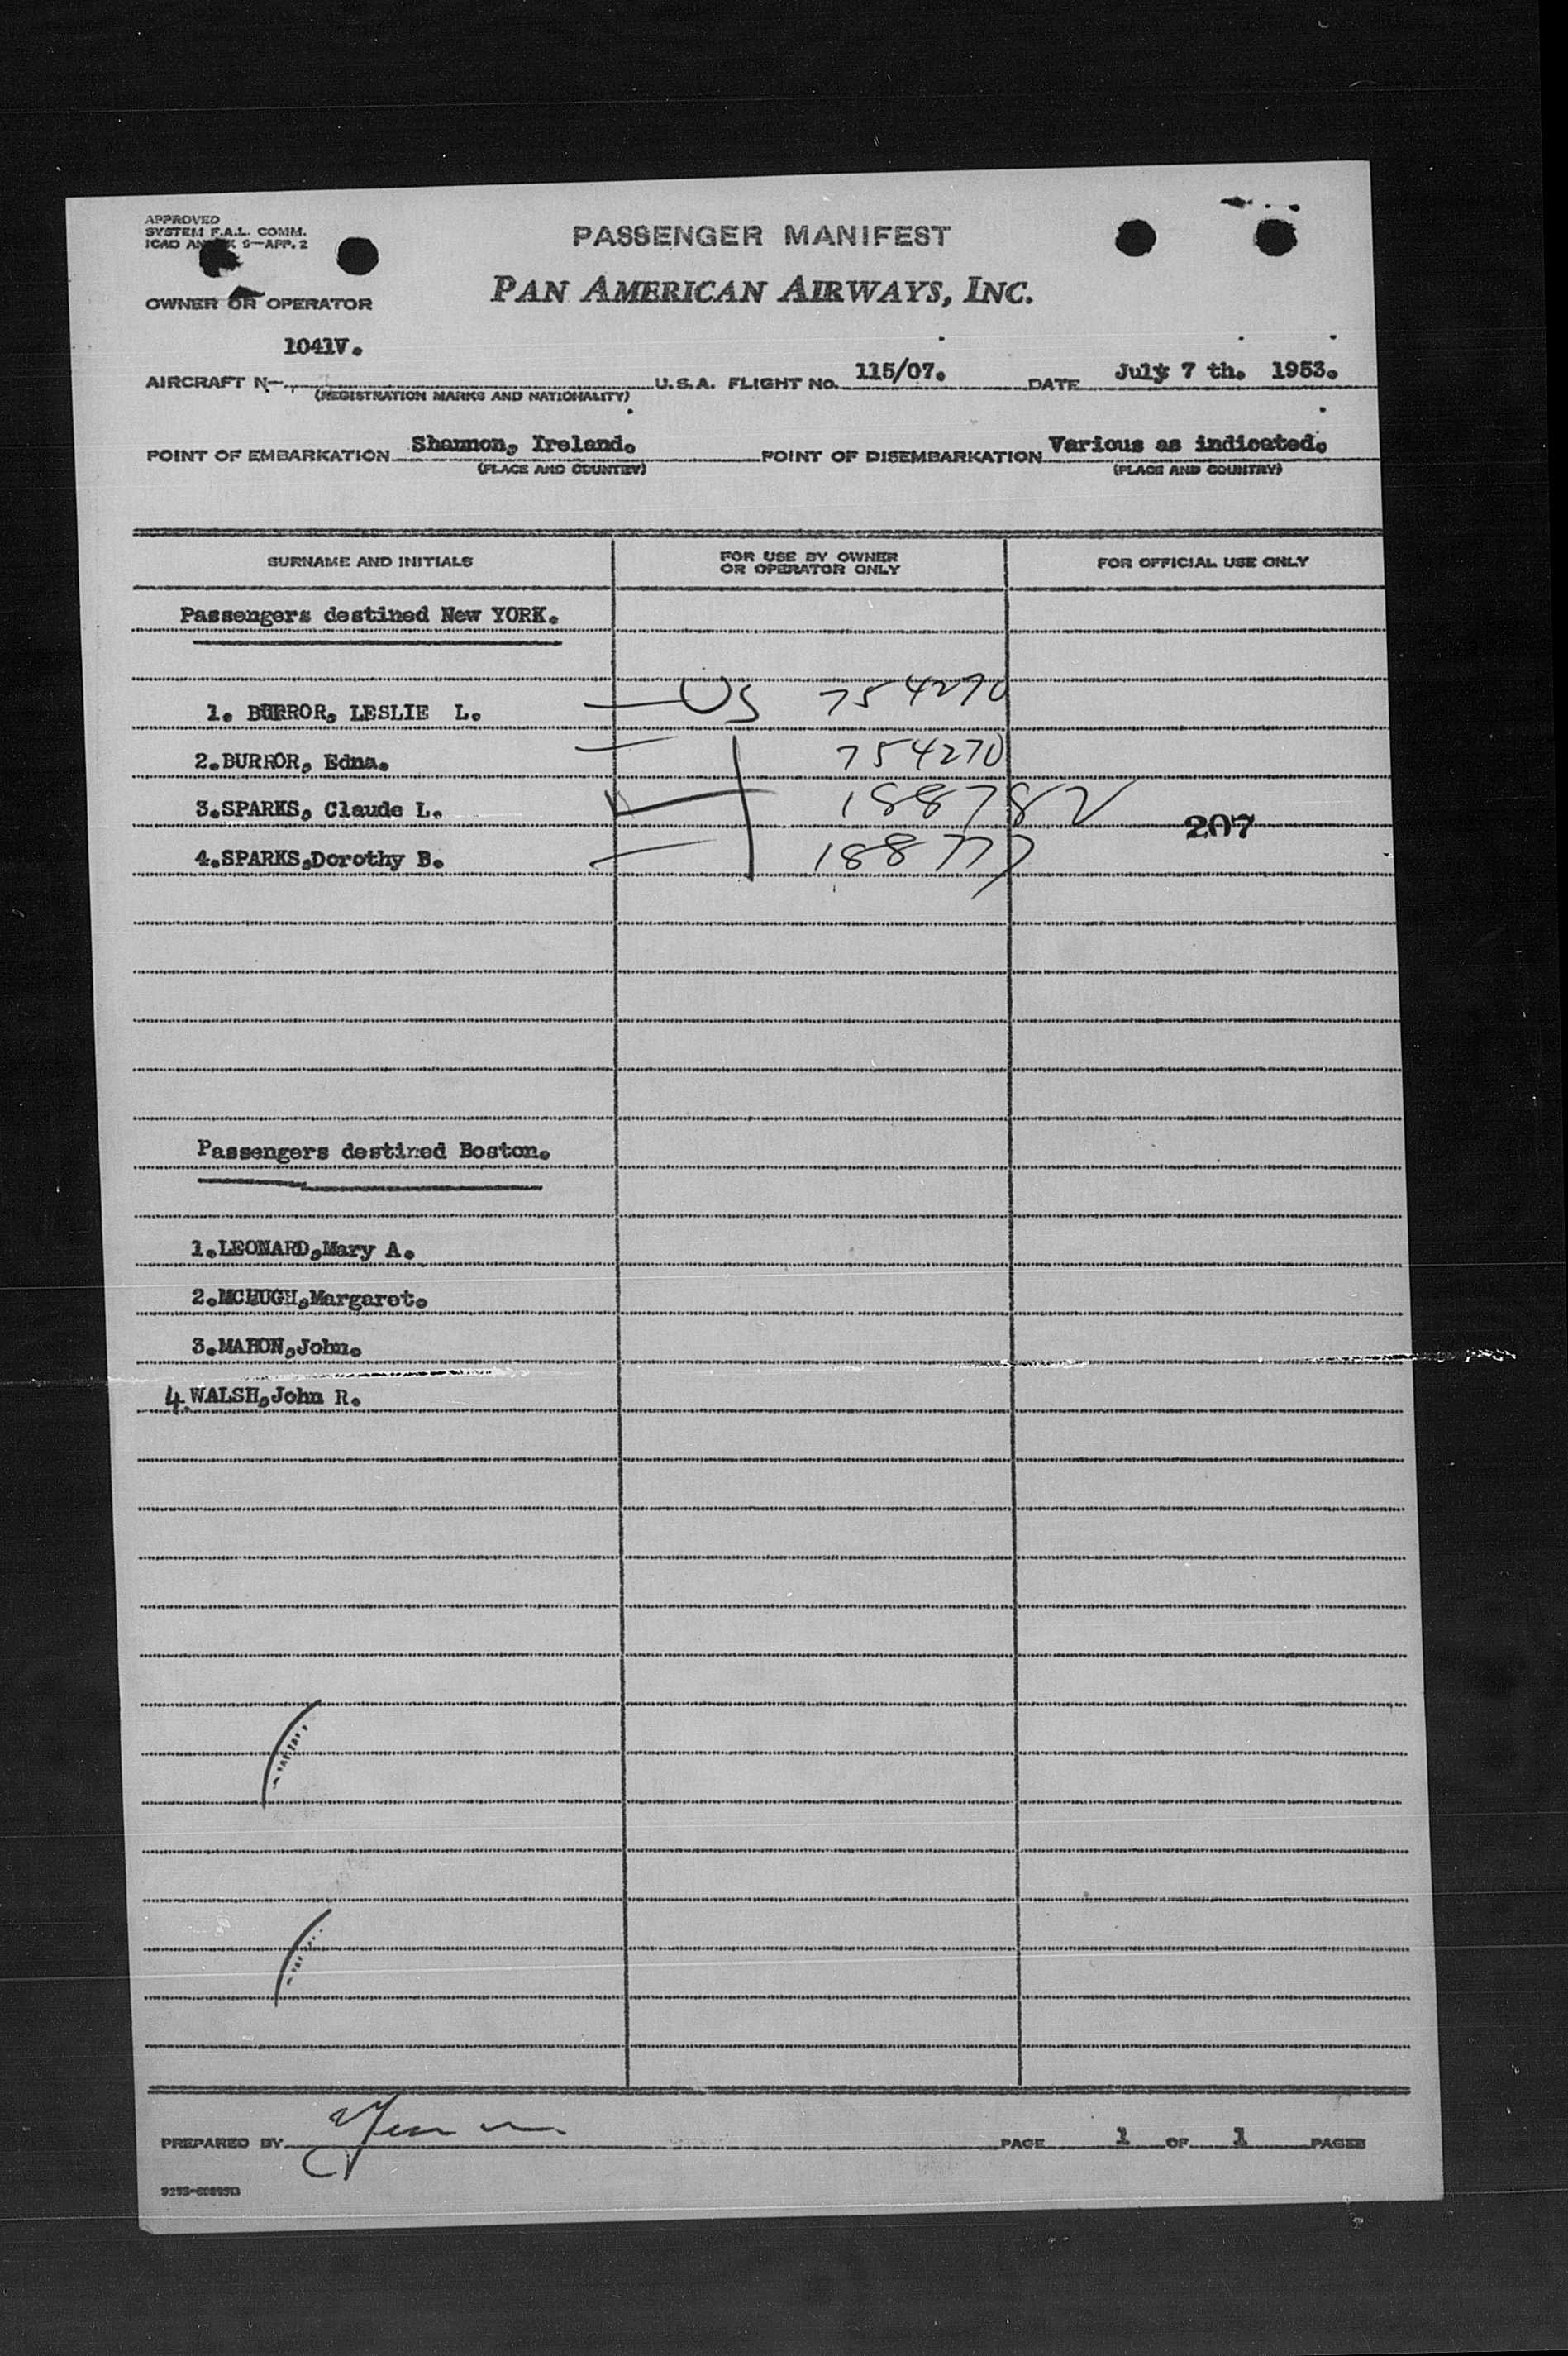 APPROVED
SYSTEM F.A.L. COMM.
ICAO ANNEX 9—APP. 2
PASSENGER MANIFEST
OWNER OR OPERATOR
PAN AMERICAN AIRWAYS, INC.
1041V.
AIRCRAFT N— U.S.A. FLIGHT NO. 115/07. DATE July 7 th. 1953.
(REGISTRATION MARKS AND NATIONALITY)
POINT OF EMBARKATION Shannon, Ireland. POINT OF DISEMBARKATION Various as indicated.
(PLACE AND COUNTRY) (PLACE AND COUNTRY)
SURNAME AND INITIALS FOR USE BY OWNER OR OPERATOR ONLY FOR OFFICIAL USE ONLY
Passengers destined New YORK.
1. BURROR, LESLIE L. US 754270
2.BURROR, Edna. 754270
3.SPARKS, Claude L. 188782
207
4.SPARKS,Dorothy B. 188777
Passengers destined Boston.
1.LEONARD,Mary A.
2.MCHUGH,Margaret.
3.MAHON,John.
4. WALSH,John R.
PREPARED BY PAGE 1 OF 1 PAGES